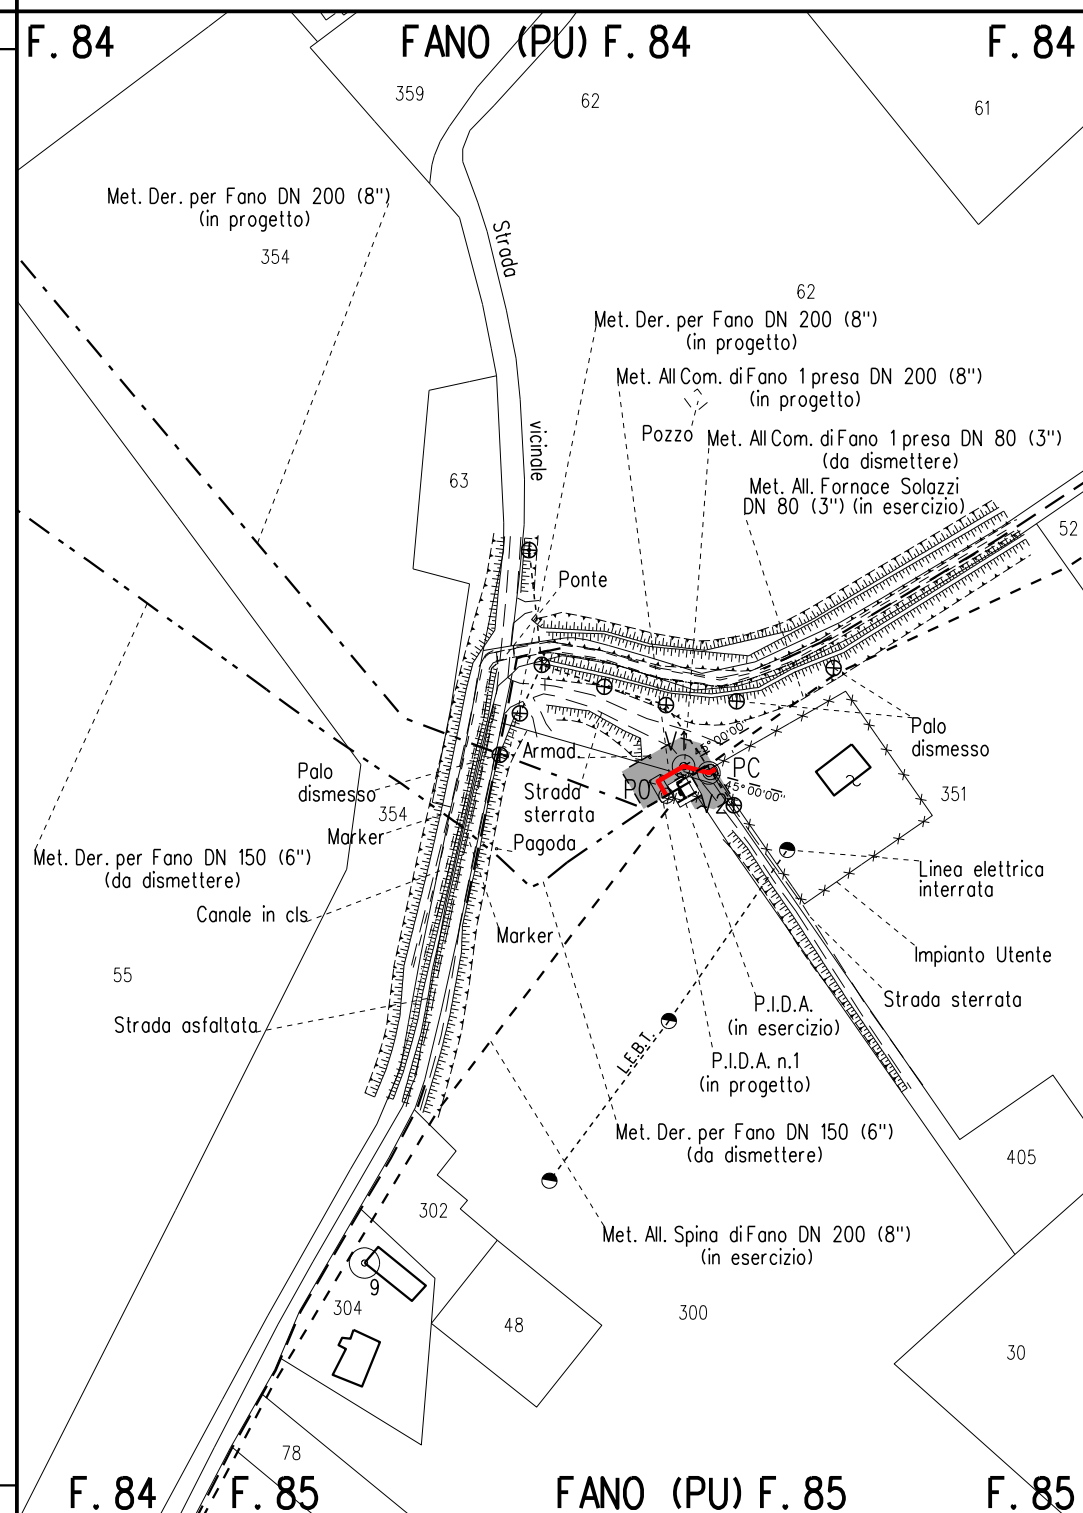 F. 84
FANO (PU) F. 84
F. 84
359
62
61
Met. Der. per Fano DN 200 (8")
(in progetto)
354
Strada
62
Met. Der. per Fano DN 200 (8")
(in progetto)
Met. All Com. di Fano 1 presa DN 200 (8")
(in progetto)
vicinale
Pozzo
Met. All Com. di Fano 1 presa DN 80 (3")
(da dismettere)
63
Met. All. Fornace Solazzi
DN 80 (3") (in esercizio)
52
Ponte
Palo
dismesso
45°00'00"
V1
Armad.
PC
Palo
dismesso
P0
45°00'00"
V2
351
Strada
sterrata
354
Marker
Pagoda
Met. Der. per Fano DN 150 (6")
(da dismettere)
Linea elettrica
interrata
Canale in cls
Marker
Impianto Utente
55
Strada sterrata
P.I.D.A.
(in esercizio)
Strada asfaltata
L.E.B.T.
P.I.D.A. n.1
(in progetto)
Met. Der. per Fano DN 150 (6")
(da dismettere)
405
302
Met. All. Spina di Fano DN 200 (8")
(in esercizio)
9
304
300
48
30
78
F. 84
F. 85
FANO (PU) F. 85
F. 85